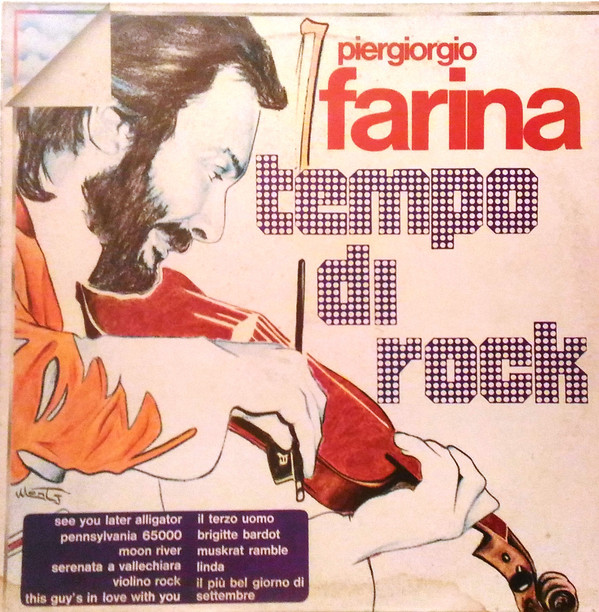 piergiorgio
farina
tempo
di
rock
see you later alligator
pennsylvania 65000
moon river
serenata a vallechiara
violino rock
this guy's in love with you
il terzo uomo
brigitte bardot
muskrat ramble
linda
il più bel giorno di
settembre